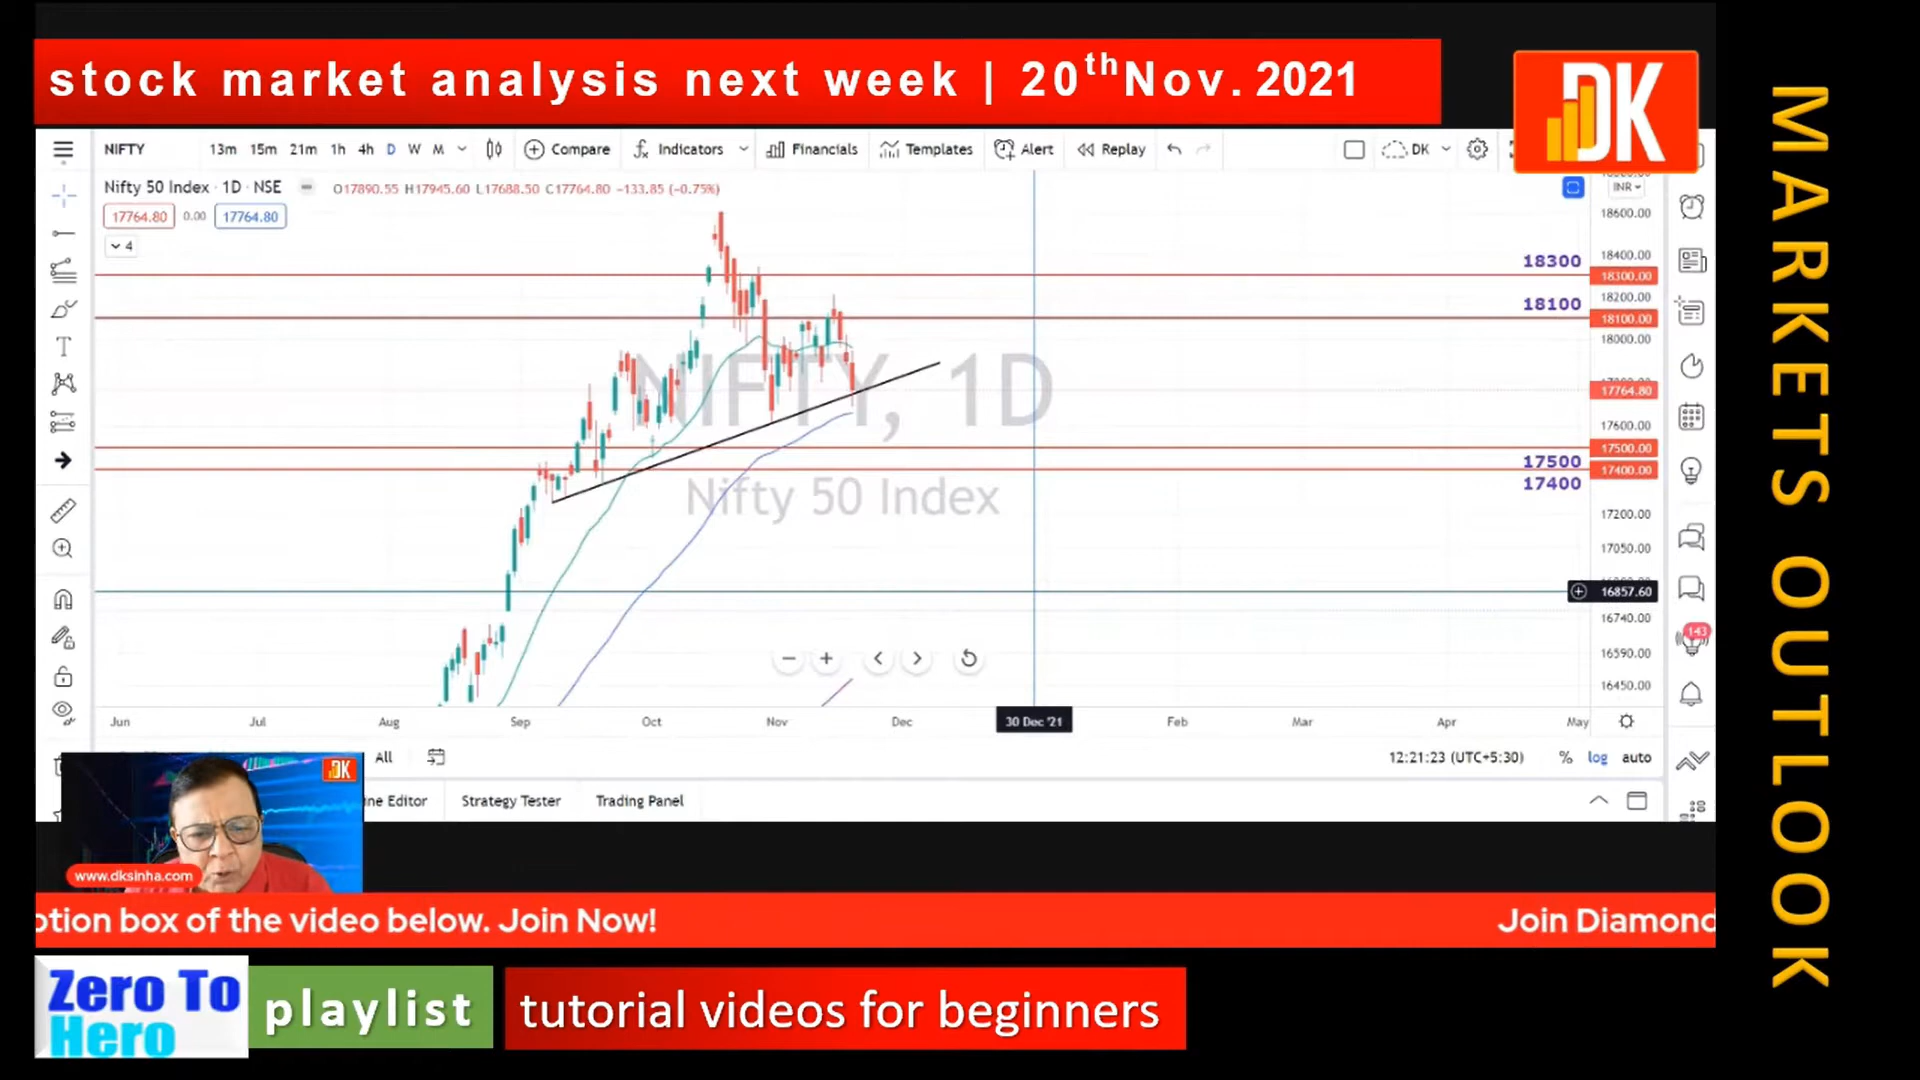 stock market analysis next week | 20th Nov. 2021
DK
MARKETS OUTLOOK
NIFTY 13m 15m 21m 1h 4h D W M Compare Indicators Financials Templates Alert Replay DK
Nifty 50 Index · 1D · NSE O17890.55 H17945.60 L17688.50 C17764.80 −133.85 (−0.75%)
INR
17764.80 0.00 17764.80
4
18600.00
18400.00
18300 18300.00
18200.00
18100 18100.00
18000.00
NIFTY, 1D
17764.80
17600.00
17500.00
17500
17400.00
17400
Nifty 50 Index
17200.00
17050.00
16857.60
16740.00
143
16590.00
16450.00
Jun Jul Aug Sep Oct Nov Dec 30 Dec '21 Feb Mar Apr May
All 12:21:23 (UTC+5:30) % log auto
DK
ine Editor Strategy Tester Trading Panel
www.dksinha.com
ption box of the video below. Join Now! Join Diamond
Zero To
Hero
playlist
tutorial videos for beginners